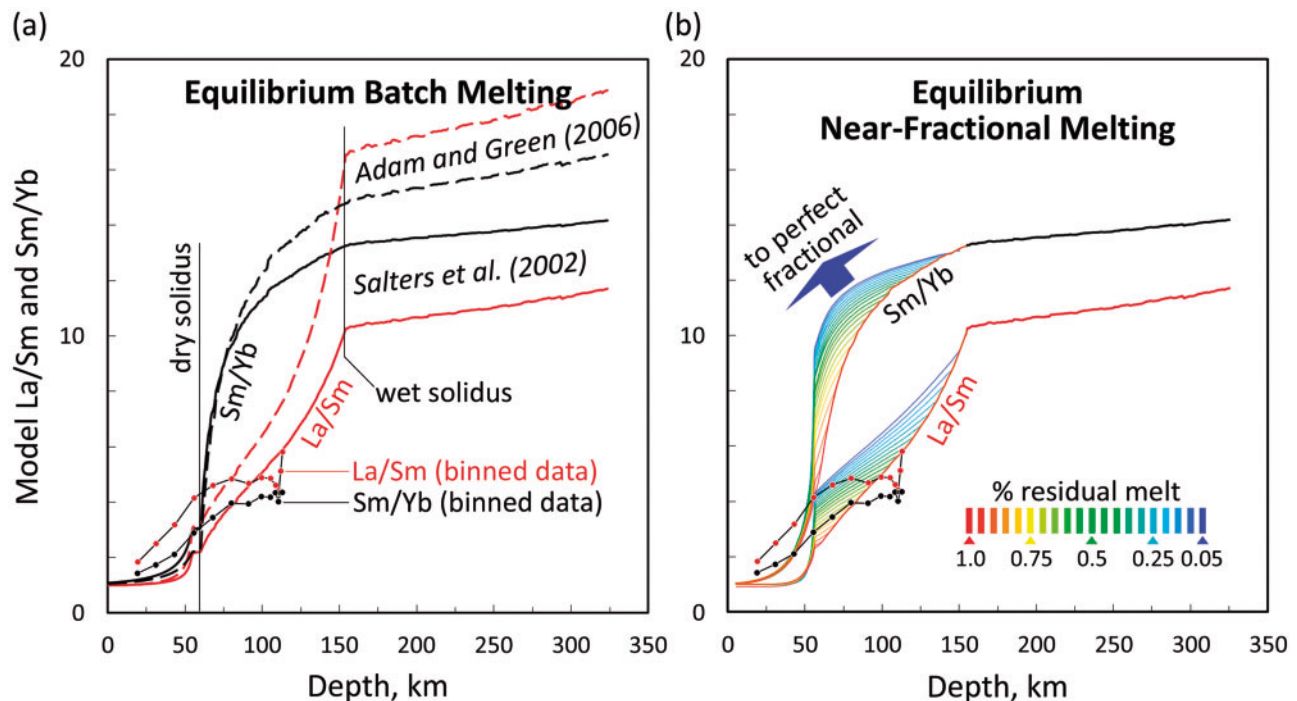 (a)
Equilibrium Batch Melting
Adam and Green (2006)
Salters et al. (2002)
dry solidus
Sm/Yb
La/Sm
wet solidus
La/Sm (binned data)
Sm/Yb (binned data)
Model La/Sm and Sm/Yb
20
10
0
0 50 100 150 200 250 300 350
Depth, km
(b)
Equilibrium
Near-Fractional Melting
to perfect
fractional
Sm/Yb
La/Sm
% residual melt
1.0 0.75 0.5 0.25 0.05
20
10
0
0 50 100 150 200 250 300 350
Depth, km